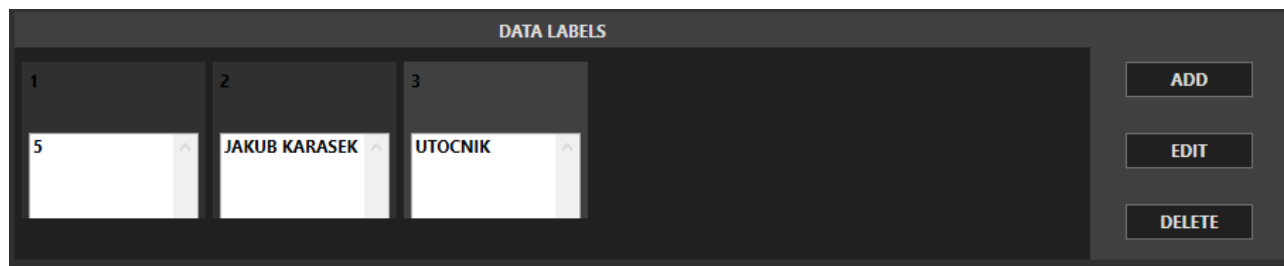 DATA LABELS
1
2
3
5
JAKUB KARASEK
UTOCNIK
ADD
EDIT
DELETE